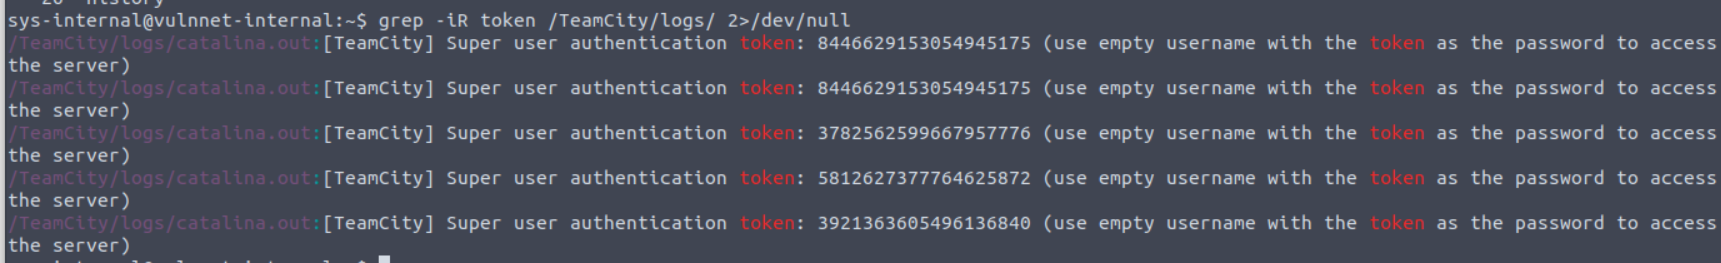 sys-internal@vulnnet-internal:~$ grep -iR token /TeamCity/logs/ 2>/dev/null
/TeamCity/logs/catalina.out:[TeamCity] Super user authentication token: 8446629153054945175 (use empty username with the token as the password to access
the server)
/TeamCity/logs/catalina.out:[TeamCity] Super user authentication token: 8446629153054945175 (use empty username with the token as the password to access
the server)
/TeamCity/logs/catalina.out:[TeamCity] Super user authentication token: 3782562599667957776 (use empty username with the token as the password to access
the server)
/TeamCity/logs/catalina.out:[TeamCity] Super user authentication token: 5812627377764625872 (use empty username with the token as the password to access
the server)
/TeamCity/logs/catalina.out:[TeamCity] Super user authentication token: 3921363605496136840 (use empty username with the token as the password to access
the server)